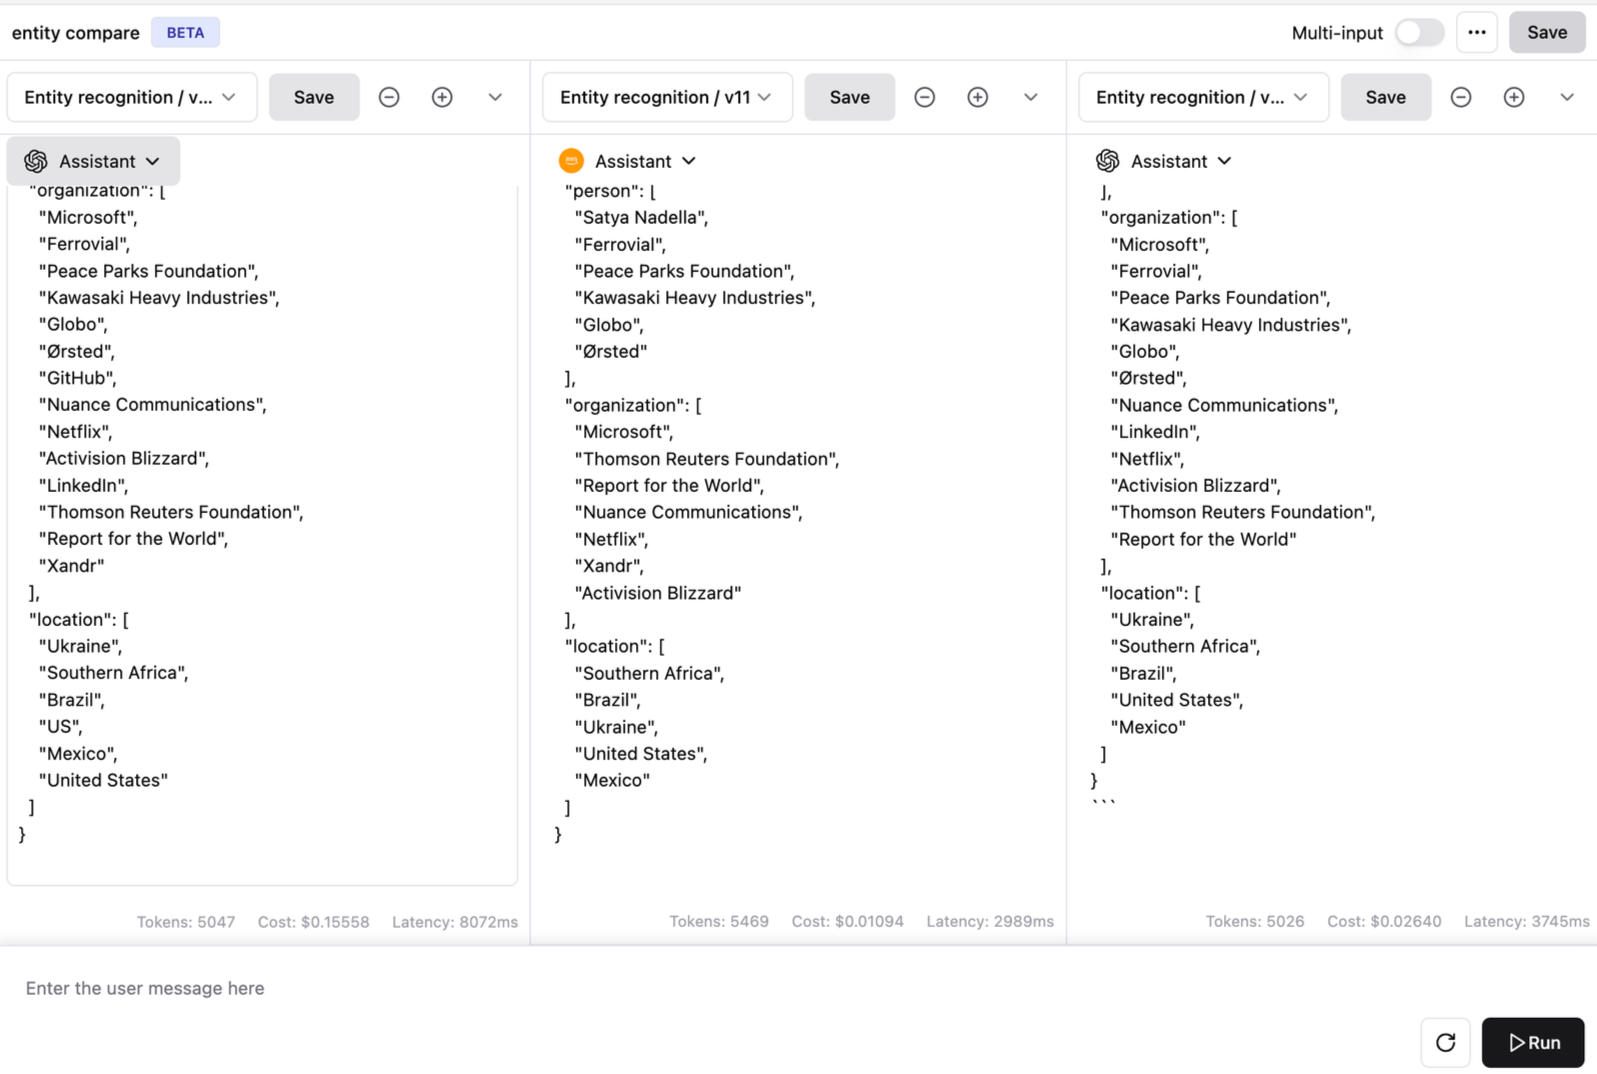 entity compare BETA Multi-input ... Save
Entity recognition / v... Save
Assistant
"organization": [
"Microsoft",
"Ferrovial",
"Peace Parks Foundation",
"Kawasaki Heavy Industries",
"Globo",
"Ørsted",
"GitHub",
"Nuance Communications",
"Netflix",
"Activision Blizzard",
"LinkedIn",
"Thomson Reuters Foundation",
"Report for the World",
"Xandr"
],
"location": [
"Ukraine",
"Southern Africa",
"Brazil",
"US",
"Mexico",
"United States"
]
}
Tokens: 5047 Cost: $0.15558 Latency: 8072ms
Entity recognition / v11 Save
Assistant
"person": [
"Satya Nadella",
"Ferrovial",
"Peace Parks Foundation",
"Kawasaki Heavy Industries",
"Globo",
"Ørsted"
],
"organization": [
"Microsoft",
"Thomson Reuters Foundation",
"Report for the World",
"Nuance Communications",
"Netflix",
"Xandr",
"Activision Blizzard"
],
"location": [
"Southern Africa",
"Brazil",
"Ukraine",
"United States",
"Mexico"
]
}
Tokens: 5469 Cost: $0.01094 Latency: 2989ms
Entity recognition / v... Save
Assistant
],
"organization": [
"Microsoft",
"Ferrovial",
"Peace Parks Foundation",
"Kawasaki Heavy Industries",
"Globo",
"Ørsted",
"Nuance Communications",
"LinkedIn",
"Netflix",
"Activision Blizzard",
"Thomson Reuters Foundation",
"Report for the World"
],
"location": [
"Ukraine",
"Southern Africa",
"Brazil",
"United States",
"Mexico"
]
}
```
Tokens: 5026 Cost: $0.02640 Latency: 3745ms
Enter the user message here
Run